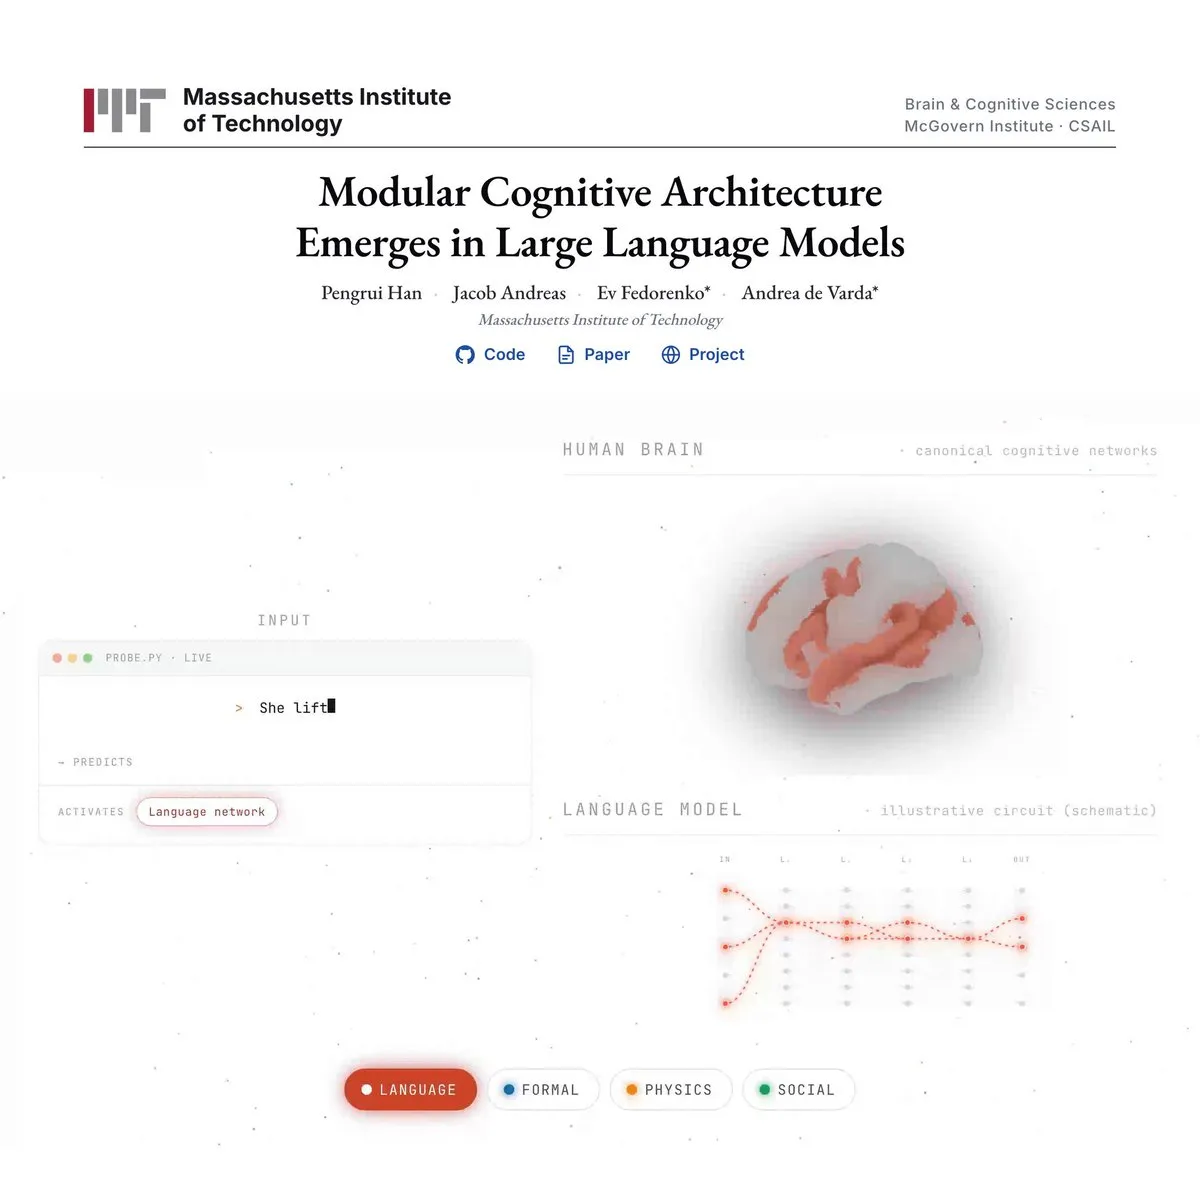 Massachusetts Institute
of Technology
Brain & Cognitive Sciences
McGovern Institute · CSAIL
Modular Cognitive Architecture
Emerges in Large Language Models
Pengrui Han · Jacob Andreas · Ev Fedorenko* · Andrea de Varda*
Massachusetts Institute of Technology
Code Paper Project
HUMAN BRAIN · canonical cognitive networks
INPUT
PROBE.PY · LIVE
> She lift
→ PREDICTS
ACTIVATES Language network
LANGUAGE MODEL · illustrative circuit (schematic)
IN OUT
LANGUAGE FORMAL PHYSICS SOCIAL